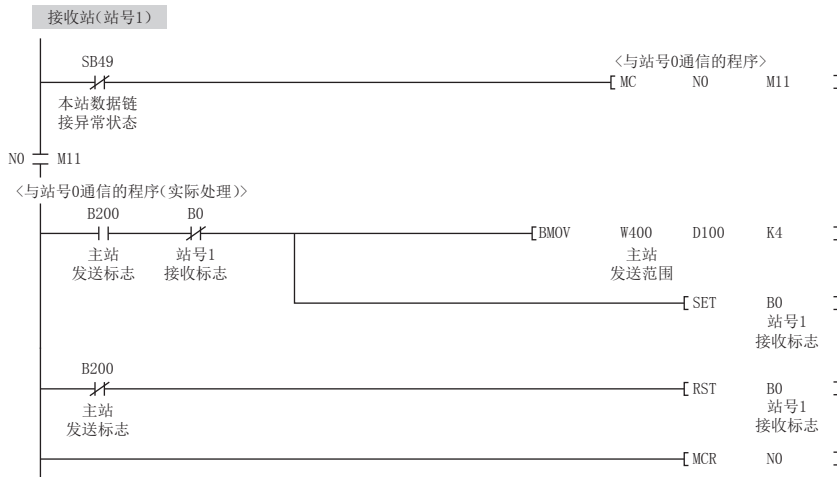 接收站(站号1)
SB49
<与站号0通信的程序>
MC N0 M11
本站数据链
接异常状态
N0 M11
<与站号0通信的程序(实际处理)>
B200 B0
BMOV W400 D100 K4
主站 站号1 主站
发送标志 接收标志 发送范围
SET B0
站号1
接收标志
B200
RST B0
主站 站号1
发送标志 接收标志
MCR N0